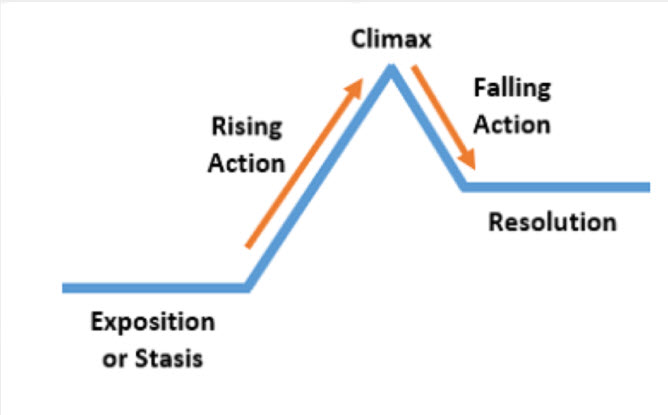 Climax
Rising
Action
Falling
Action
Resolution
Exposition
or Stasis